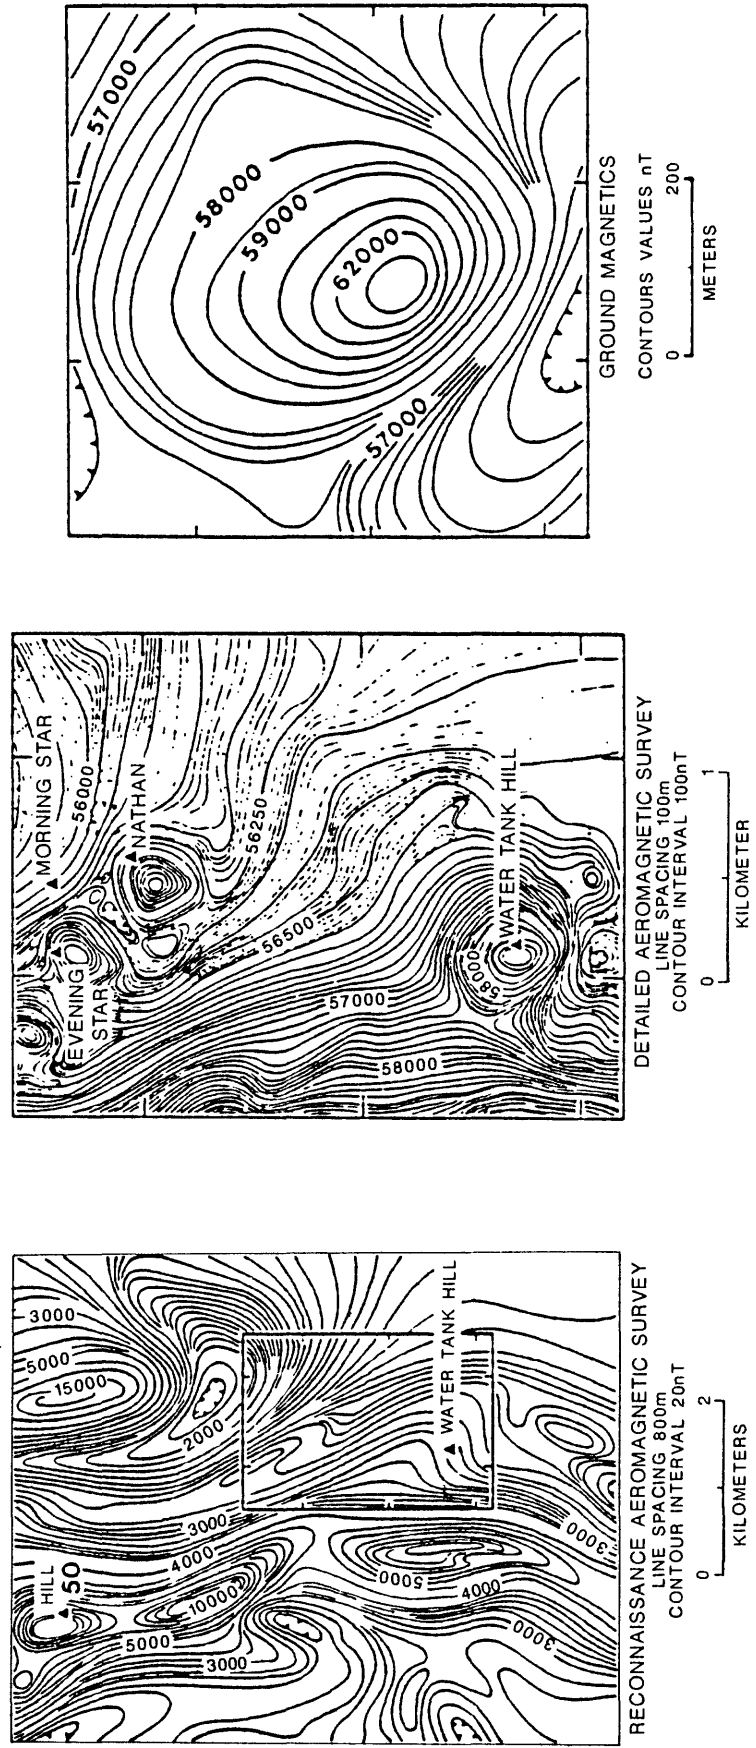 HILL
50
3000
5000
15000
2000
3000
4000
10000
5000
3000
5000
4000
3000
3000
WATER TANK HILL
RECONNAISSANCE AEROMAGNETIC SURVEY
LINE SPACING 800m
CONTOUR INTERVAL 20nT
0 2
KILOMETERS
MORNING STAR
56000
NATHAN
EVENING
STAR
56250
56500
57000
58000
58000
WATER TANK HILL
DETAILED AEROMAGNETIC SURVEY
LINE SPACING 100m
CONTOUR INTERVAL 100nT
0 1
KILOMETER
57000
58000
59000
62000
57000
GROUND MAGNETICS
CONTOURS VALUES nT
0 200
METERS